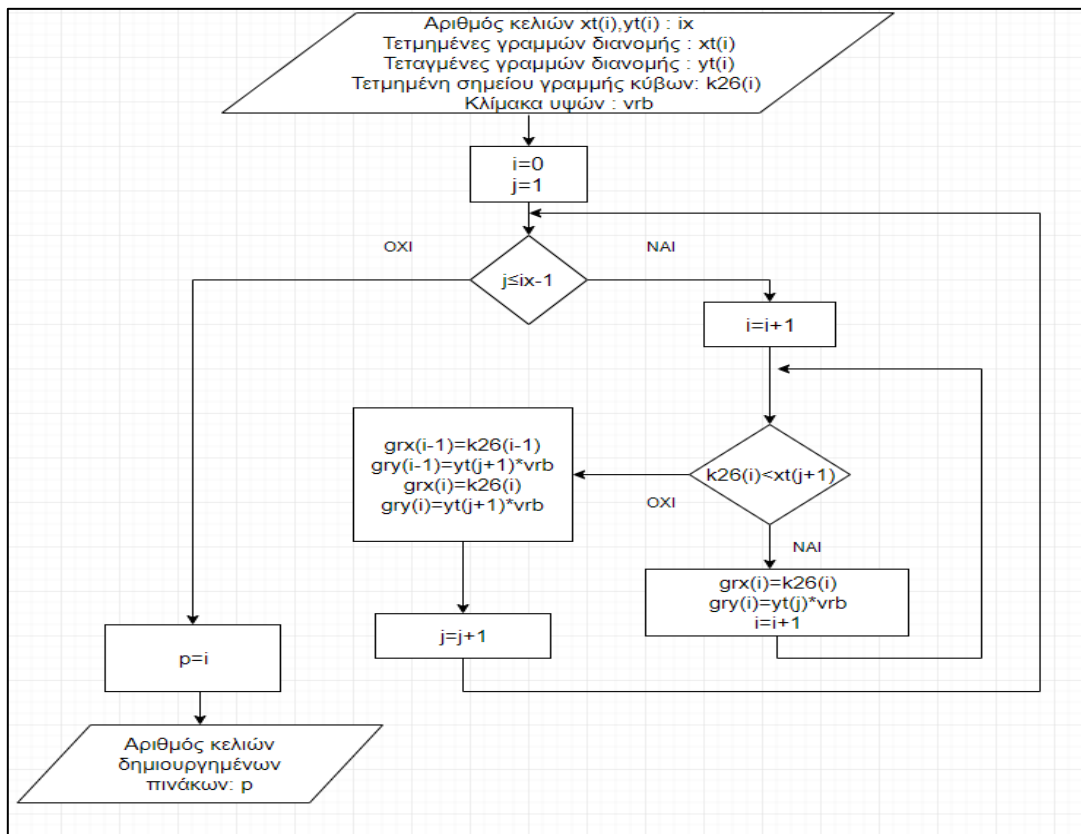 Αριθμός κελιών xt(i),yt(i) : ix
Τετμημένες γραμμών διανομής : xt(i)
Τεταγμένες γραμμών διανομής : yt(i)
Τετμημένη σημείου γραμμής κύβων: k26(i)
Κλίμακα υψών : vrb
i=0
j=1
ΟΧΙ
ΝΑΙ
j≤ix-1
i=i+1
grx(i-1)=k26(i-1)
gry(i-1)=yt(j+1)*vrb
grx(i)=k26(i)
gry(i)=yt(j+1)*vrb
k26(i)<xt(j+1)
ΟΧΙ
ΝΑΙ
grx(i)=k26(i)
gry(i)=yt(j)*vrb
i=i+1
j=j+1
p=i
Αριθμός κελιών
δημιουργημένων
πινάκων: p